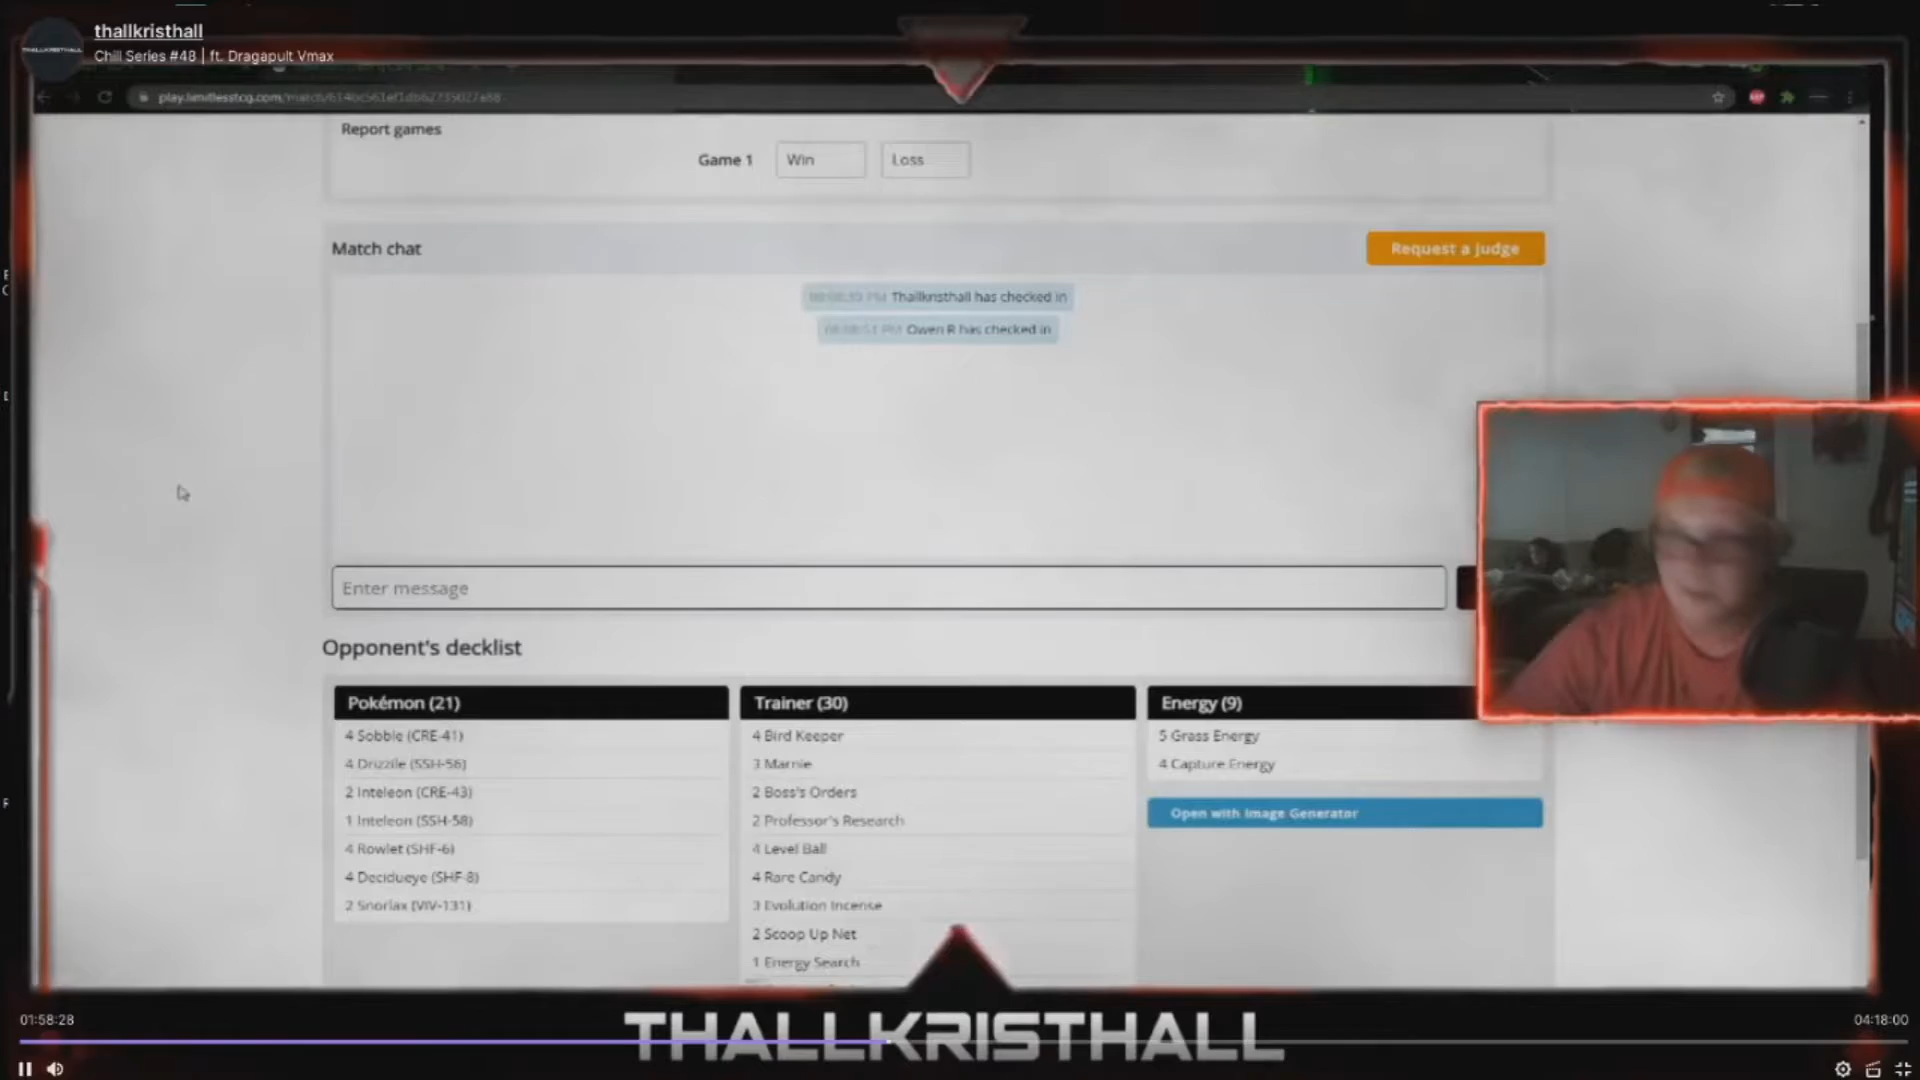 thallkristhall
Chill Series #48 | ft. Dragapult Vmax
Report games
Game 1 Win Loss
Match chat
Request a Judge
Thallkristhall has checked in
Owen R has checked in
Enter message
Opponent's decklist
Pokémon (21)
4 Sobble (CRE-41)
4 Drizzile (SSH-56)
2 Inteleon (CRE-43)
1 Inteleon (SSH-58)
4 Rowlet (SHF-6)
4 Decidueye (SHF-8)
2 Snorlax (VIV-131)
Trainer (30)
4 Bird Keeper
3 Marnie
2 Boss's Orders
2 Professor's Research
4 Level Ball
4 Rare Candy
3 Evolution Incense
2 Scoop Up Net
1 Energy Search
Energy (9)
5 Grass Energy
4 Capture Energy
Open with Image Generator
01:58:28
THALLKRISTHALL
04:18:00